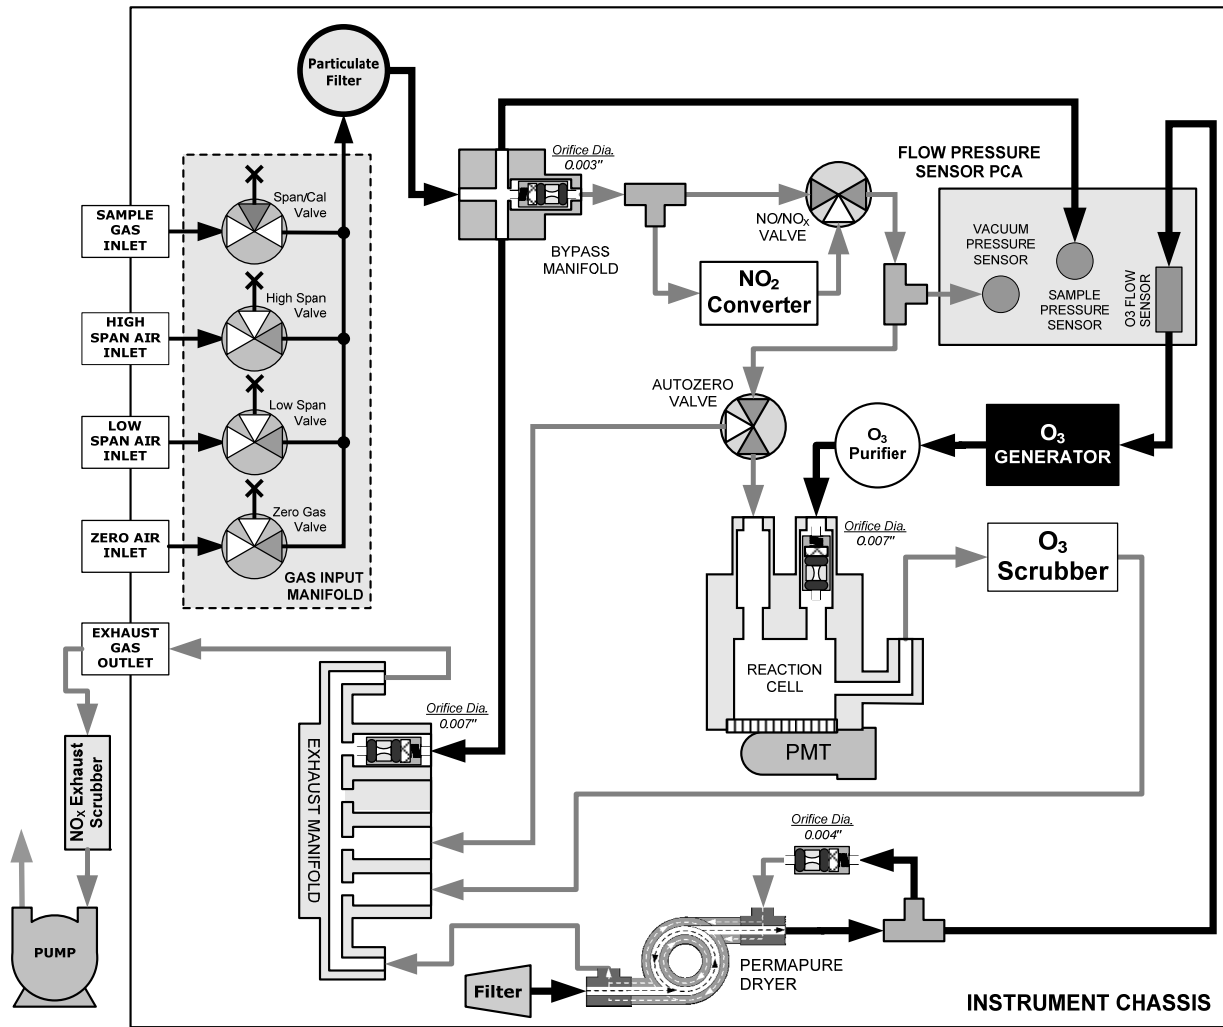 Particulate
Filter
Orifice Dia.
0.003"
FLOW PRESSURE
SENSOR PCA
SAMPLE
GAS
INLET
Span/Cal
Valve
NO/NOx
VALVE
BYPASS
MANIFOLD
VACUUM
PRESSURE
SENSOR
SAMPLE
PRESSURE
SENSOR
O3 FLOW
SENSOR
NO2
Converter
HIGH
SPAN AIR
INLET
High Span
Valve
LOW
SPAN AIR
INLET
Low Span
Valve
AUTOZERO
VALVE
O3
Purifier
O3
GENERATOR
ZERO AIR
INLET
Zero Gas
Valve
GAS INPUT
MANIFOLD
Orifice Dia.
0.007"
O3
Scrubber
EXHAUST
GAS
OUTLET
REACTION
CELL
PMT
Orifice Dia.
0.007"
EXHAUST MANIFOLD
NOX Exhaust
Scrubber
PUMP
Orifice Dia.
0.004"
PERMAPURE
DRYER
Filter
INSTRUMENT CHASSIS